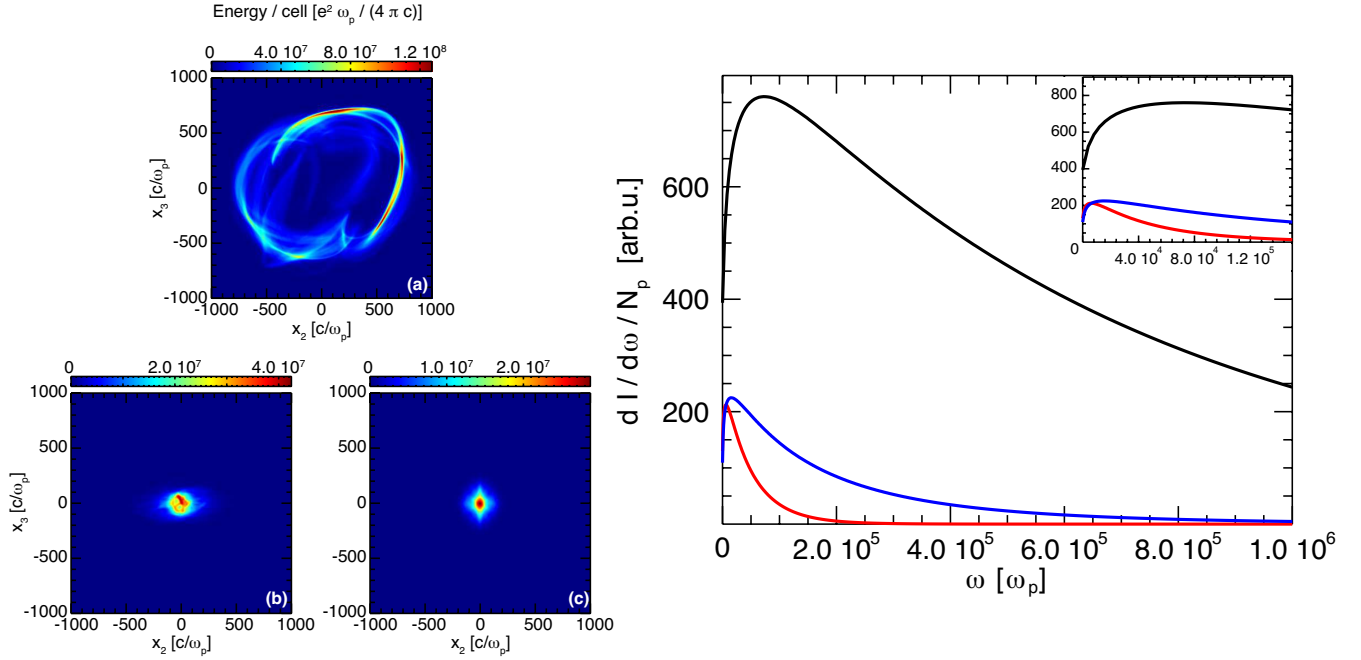 Energy / cell [e² ω_p / (4 π c)]
0 4.0 10⁷ 8.0 10⁷ 1.2 10⁸
1000
500
0
-500
-1000
x₃ [c/ω_p]
(a)
-1000 -500 0 500 1000
x₂ [c/ω_p]
0 2.0 10⁷ 4.0 10⁷
1000
500
0
-500
-1000
x₃ [c/ω_p]
(b)
-1000 -500 0 500 1000
x₂ [c/ω_p]
0 1.0 10⁷ 2.0 10⁷
1000
500
0
-500
-1000
(c)
-1000 -500 0 500 1000
x₂ [c/ω_p]
d I / d ω / N_p [arb.u.]
600
400
200
0 2.0 10⁵ 4.0 10⁵ 6.0 10⁵ 8.0 10⁵ 1.0 10⁶
ω [ω_p]
800
600
400
200
0
4.0 10⁴ 8.0 10⁴ 1.2 10⁵